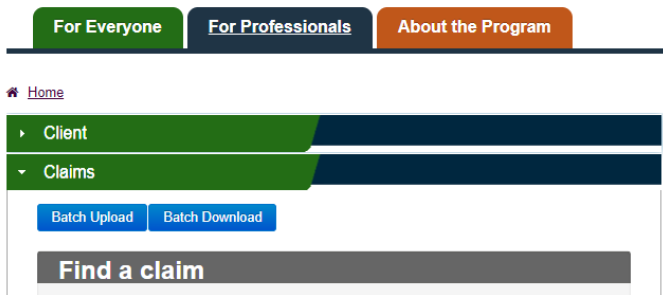 For Everyone For Professionals About the Program
Home
Client
Claims
Batch Upload Batch Download
Find a claim